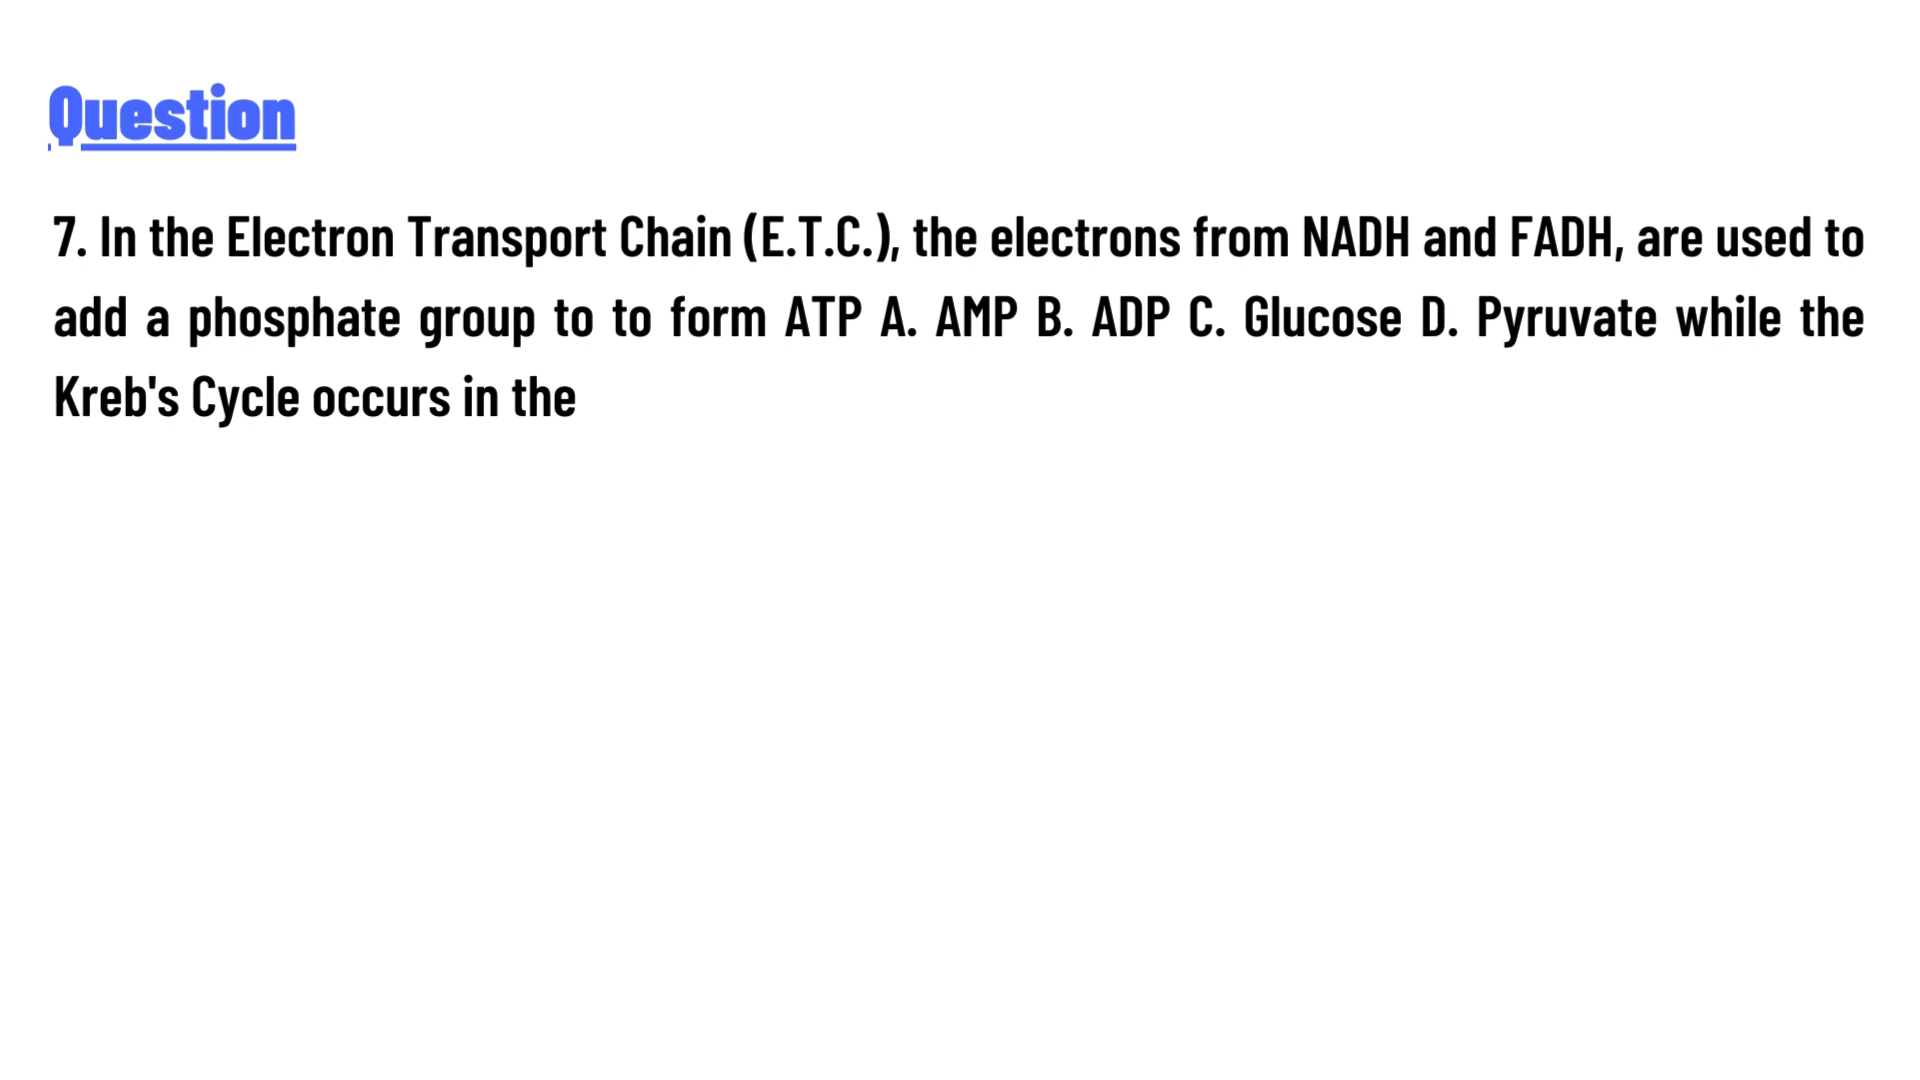 Question
7. In the Electron Transport Chain (E.T.C.), the electrons from NADH and FADH, are used to
add a phosphate group to to form ATP A. AMP B. ADP C. Glucose D. Pyruvate while the
Kreb's Cycle occurs in the